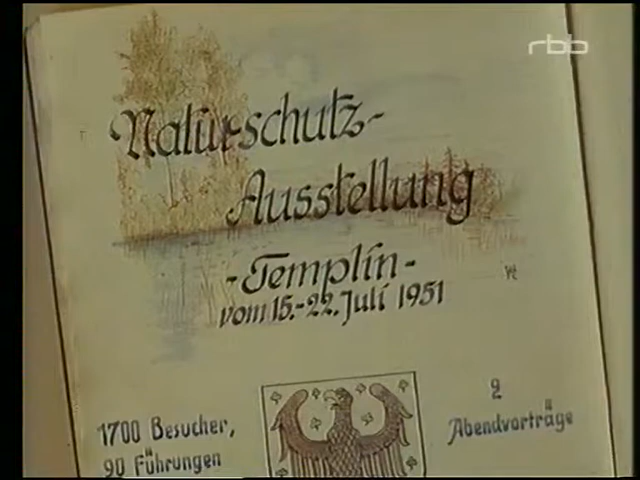 rbb
Naturschutz-
Ausstellung
-Templin-
vom 15.-22. Juli 1951
1700 Besucher,
90 Führungen
2
Abendvorträge